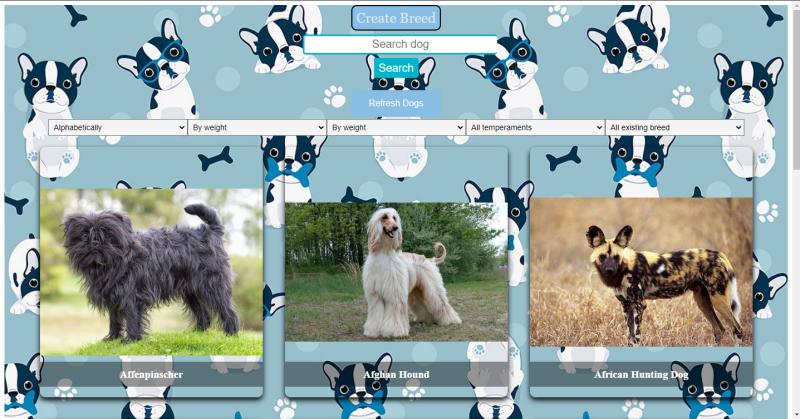 Create Breed
Search dog
Search
Refresh Dogs
Alphabetically
By weight
By weight
All temperaments
All existing breed
Affenpinscher
Afghan Hound
African Hunting Dog